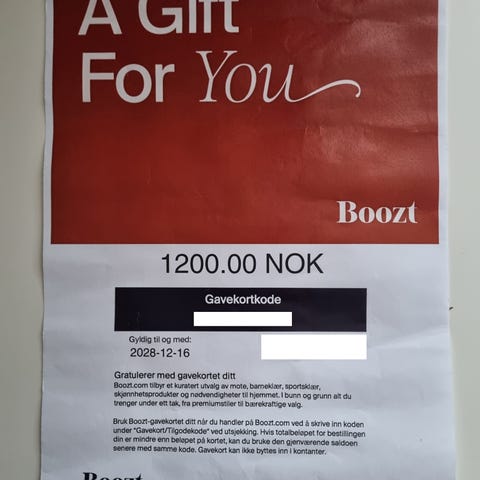 A Gift
For You
Boozt
1200.00 NOK
Gavekortkode
Gyldig til og med:
2028-12-16
Gratulerer med gavekortet ditt
Boozt.com tilbyr et kuratert utvalg av mote, barneklær, sportsklær,
skjønnhetsprodukter og nødvendigheter til hjemmet. I bunn og grunn alt du
trenger under ett tak, fra premiumstiler til bærekraftige valg.
Bruk Boozt-gavekortet ditt når du handler på Boozt.com ved å skrive inn koden
under "Gavekort/Tilgodekode" ved utsjekking. Hvis totalbeløpet for bestillingen
din er mindre enn beløpet på kortet, kan du bruke den gjenværende saldoen
senere med samme kode. Gavekort kan ikke byttes inn i kontanter.
Boozt